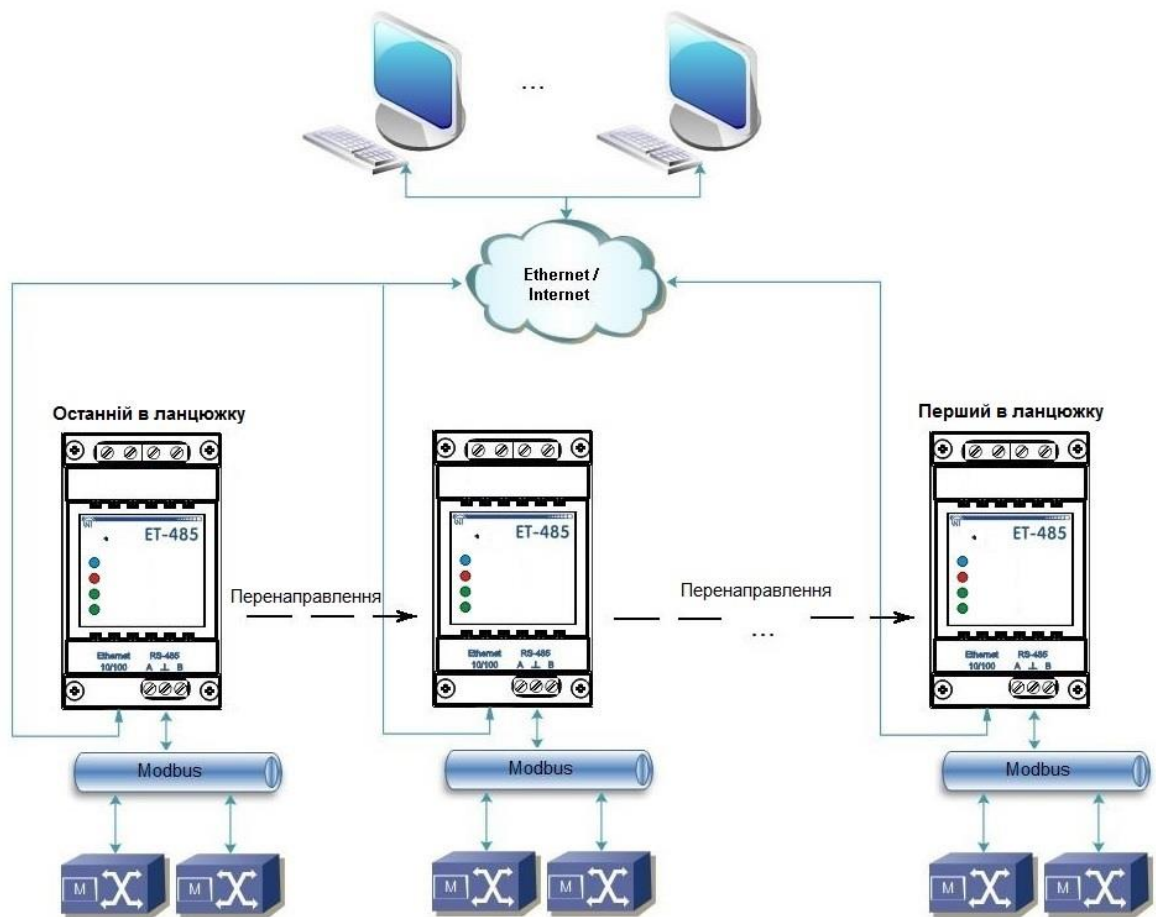 ...
Ethernet /
Internet
Останній в ланцюжку
Перший в ланцюжку
ET-485
ET-485
ET-485
Перенаправлення
Перенаправлення
...
Ethernet RS-485
10/100 A ⊥ B
Ethernet RS-485
10/100 A ⊥ B
Ethernet RS-485
10/100 A ⊥ B
Modbus
Modbus
Modbus
M
M
M
M
M
M